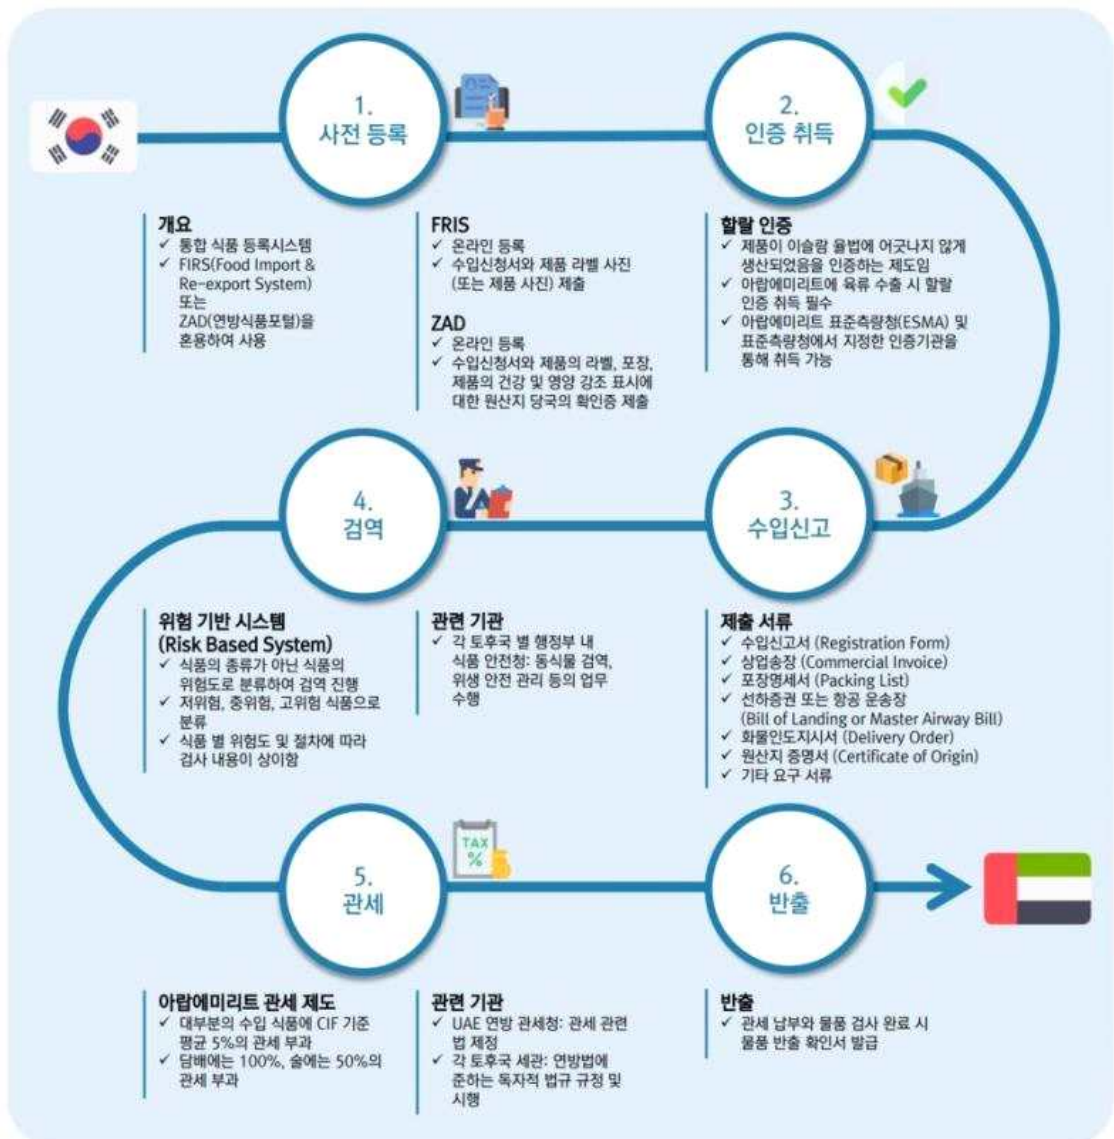 1.
사전 등록
2.
인증 취득
개요
✓ 통합 식품 등록시스템
✓ FIRS(Food Import &
Re-export System)
또는
ZAD(연방식품포털)을
혼용하여 사용
FRIS
✓ 온라인 등록
✓ 수입신청서와 제품 라벨 사진
(또는 제품 사진) 제출
ZAD
✓ 온라인 등록
✓ 수입신청서와 제품의 라벨, 포장,
제품의 건강 및 영양 강조 표시에
대한 원산지 당국의 확인증 제출
할랄 인증
✓ 제품이 이슬람 율법에 어긋나지 않게
생산되었음을 인증하는 제도임
✓ 아랍에미리트에 육류 수출 시 할랄
인증 취득 필수
✓ 아랍에미리트 표준측량청(ESMA) 및
표준측량청에서 지정한 인증기관을
통해 취득 가능
3.
수입신고
제출 서류
✓ 수입신고서 (Registration Form)
✓ 상업송장 (Commercial Invoice)
✓ 포장명세서 (Packing List)
✓ 선하증권 또는 항공 운송장
(Bill of Landing or Master Airway Bill)
✓ 화물인도지시서 (Delivery Order)
✓ 원산지 증명서 (Certificate of Origin)
✓ 기타 요구 서류
4.
검역
위험 기반 시스템
(Risk Based System)
✓ 식품의 종류가 아닌 식품의
위험도로 분류하여 검역 진행
✓ 저위험, 중위험, 고위험 식품으로
분류
✓ 식품 별 위험도 및 절차에 따라
검사 내용이 상이함
관련 기관
✓ 각 토후국 별 행정부 내
식품 안전청: 동식물 검역,
위생 안전 관리 등의 업무
수행
5.
관세
TAX
%
아랍에미리트 관세 제도
✓ 대부분의 수입 식품에 CIF 기준
평균 5%의 관세 부과
✓ 담배에는 100%, 술에는 50%의
관세 부과
관련 기관
✓ UAE 연방 관세청: 관세 관련
법 제정
✓ 각 토후국 세관: 연방법에
준하는 독자적 법규 규정 및
시행
6.
반출
반출
✓ 관세 납부와 물품 검사 완료 시
물품 반출 확인서 발급